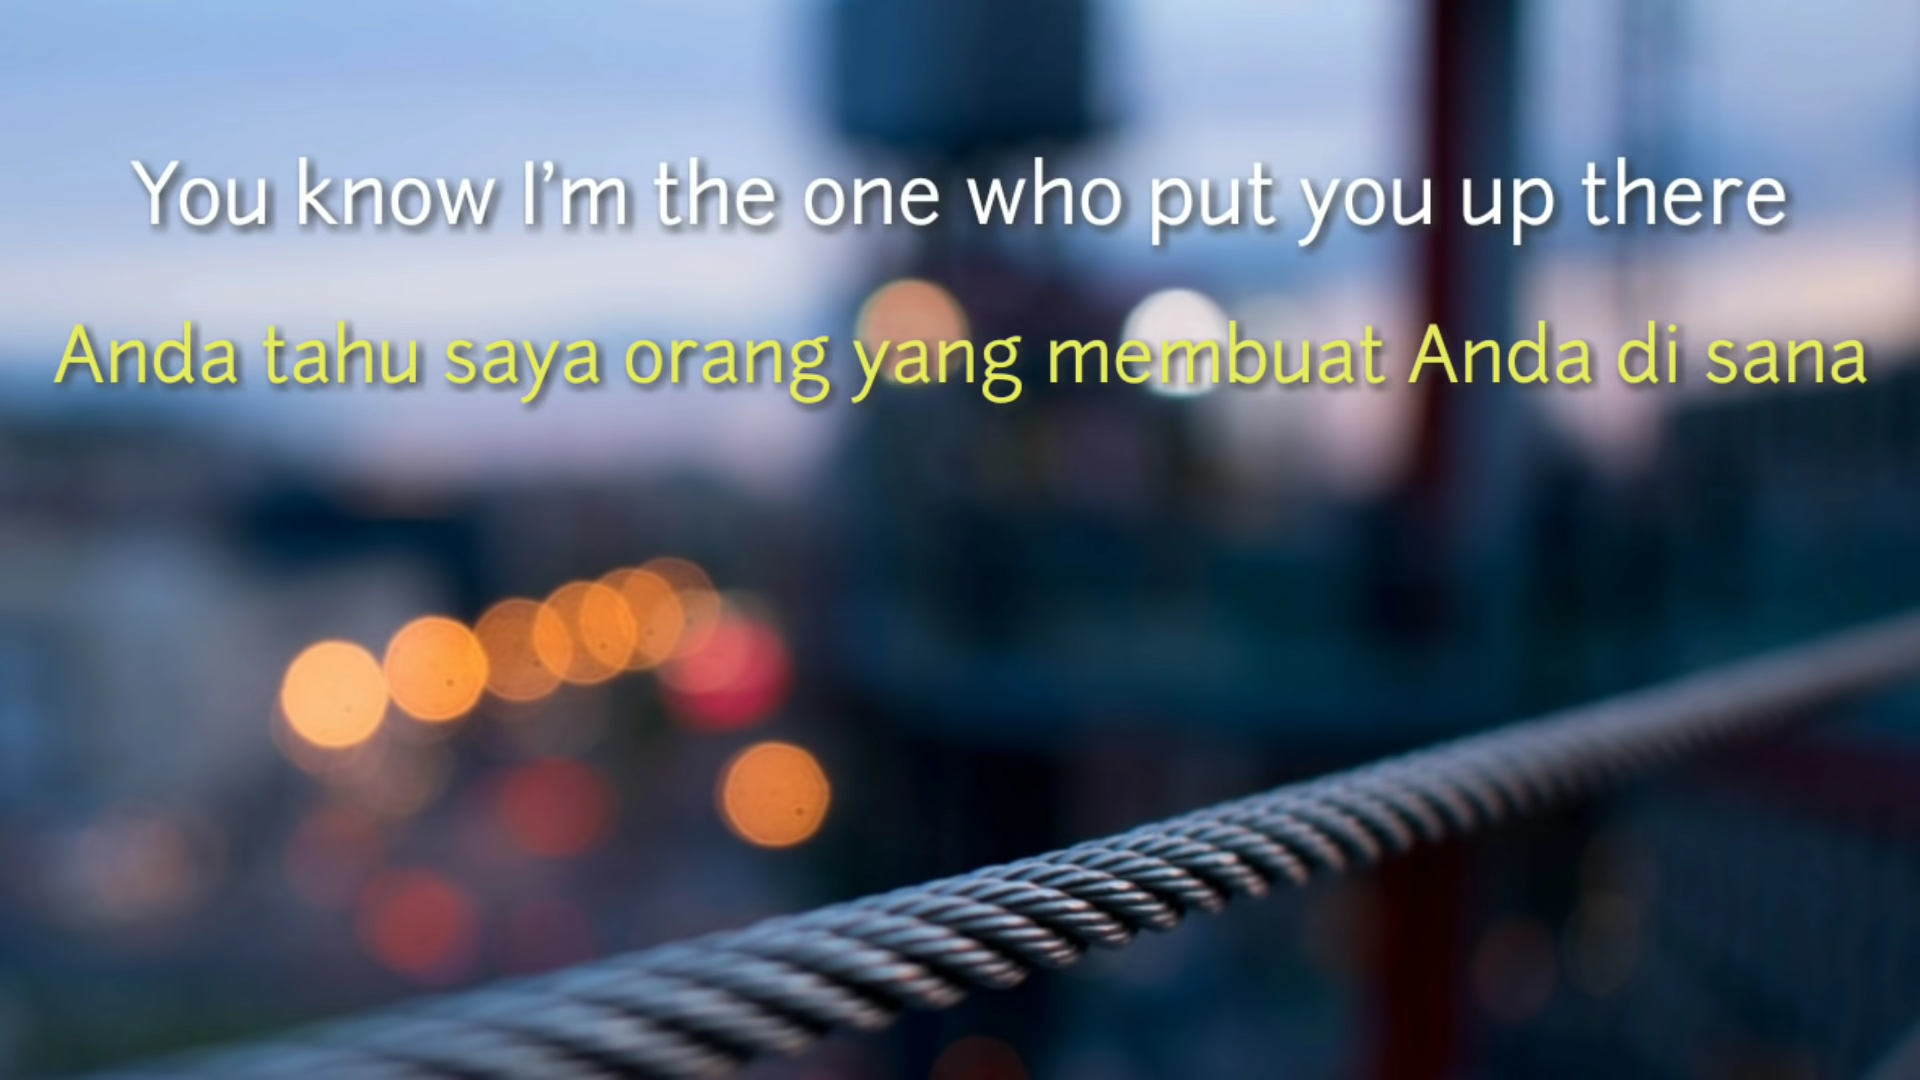 You know I’m the one who put you up there
Anda tahu saya orang yang membuat Anda di sana